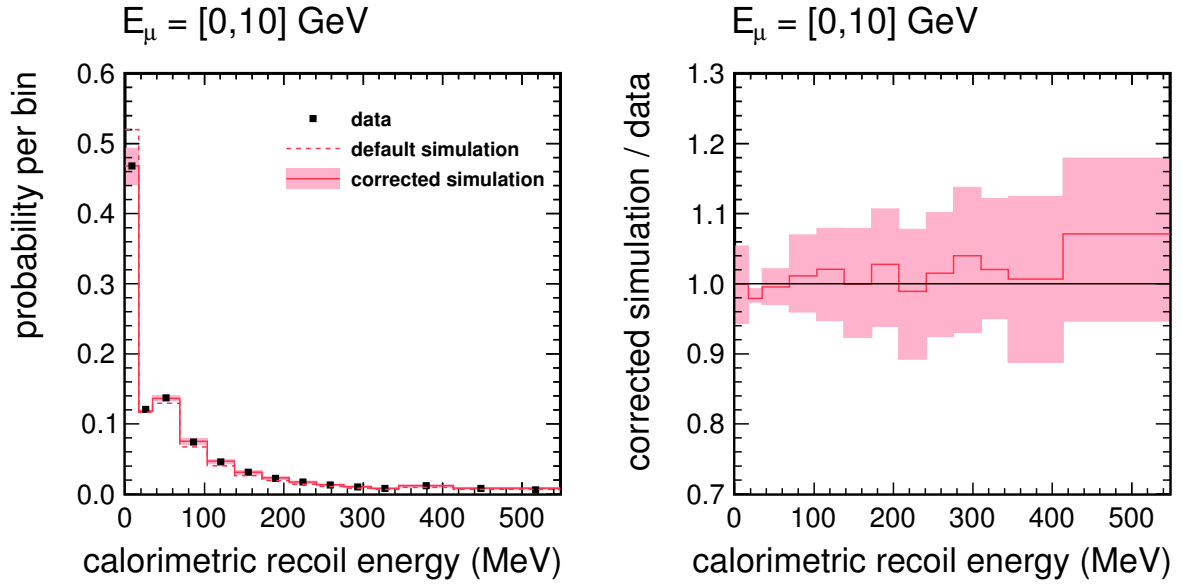 E_μ = [0,10] GeV
probability per bin
0.6
0.5
0.4
0.3
0.2
0.1
0.0
data
default simulation
corrected simulation
0 100 200 300 400 500
calorimetric recoil energy (MeV)
E_μ = [0,10] GeV
corrected simulation / data
1.3
1.2
1.1
1.0
0.9
0.8
0.7
0 100 200 300 400 500
calorimetric recoil energy (MeV)